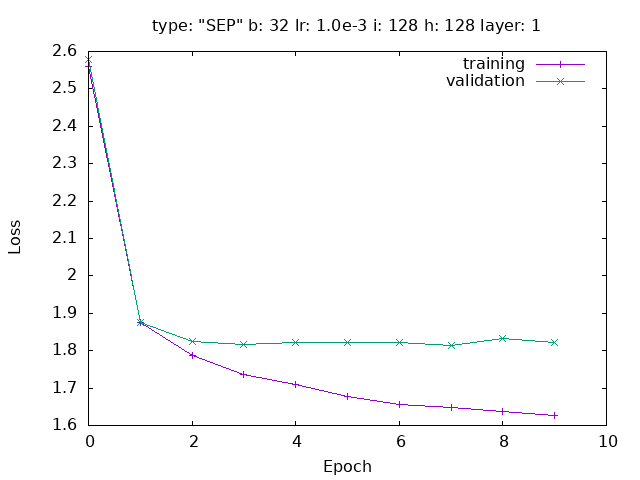 type: "SEP" b: 32 lr: 1.0e-3 i: 128 h: 128 layer: 1
training
validation
2.6
2.5
2.4
2.3
2.2
2.1
2
1.9
1.8
1.7
1.6
Loss
0 2 4 6 8 10
Epoch